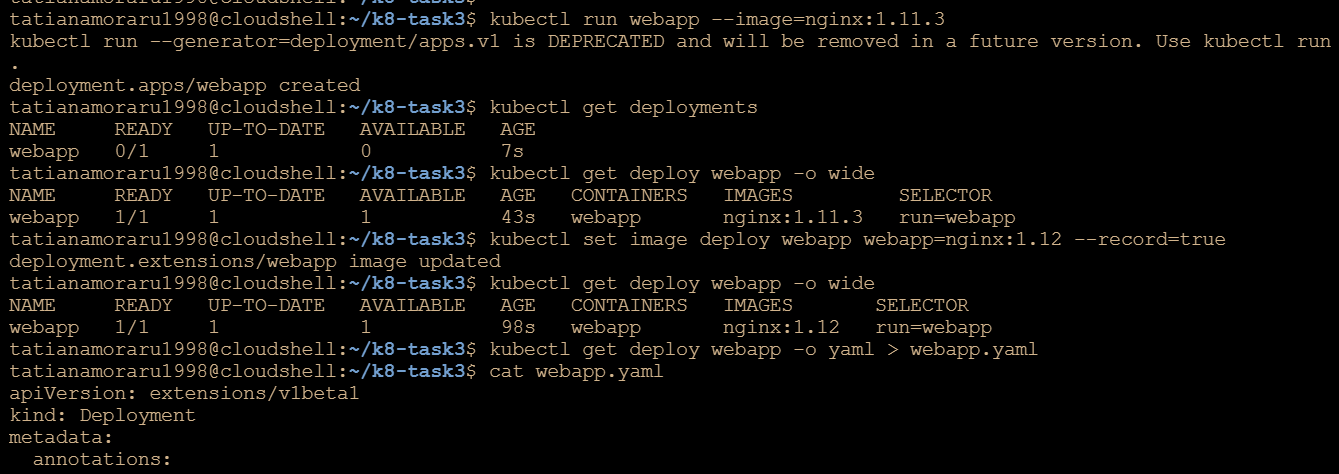 tatianamoraru1998@cloudshell:~/k8-task3$ kubectl run webapp --image=nginx:1.11.3
kubectl run --generator=deployment/apps.v1 is DEPRECATED and will be removed in a future version. Use kubectl run
.
deployment.apps/webapp created
tatianamoraru1998@cloudshell:~/k8-task3$ kubectl get deployments
NAME     READY   UP-TO-DATE   AVAILABLE   AGE
webapp   0/1     1            0           7s
tatianamoraru1998@cloudshell:~/k8-task3$ kubectl get deploy webapp -o wide
NAME     READY   UP-TO-DATE   AVAILABLE   AGE   CONTAINERS   IMAGES         SELECTOR
webapp   1/1     1            1           43s   webapp       nginx:1.11.3   run=webapp
tatianamoraru1998@cloudshell:~/k8-task3$ kubectl set image deploy webapp webapp=nginx:1.12 --record=true
deployment.extensions/webapp image updated
tatianamoraru1998@cloudshell:~/k8-task3$ kubectl get deploy webapp -o wide
NAME     READY   UP-TO-DATE   AVAILABLE   AGE   CONTAINERS   IMAGES       SELECTOR
webapp   1/1     1            1           98s   webapp       nginx:1.12   run=webapp
tatianamoraru1998@cloudshell:~/k8-task3$ kubectl get deploy webapp -o yaml > webapp.yaml
tatianamoraru1998@cloudshell:~/k8-task3$ cat webapp.yaml
apiVersion: extensions/v1beta1
kind: Deployment
metadata:
  annotations: